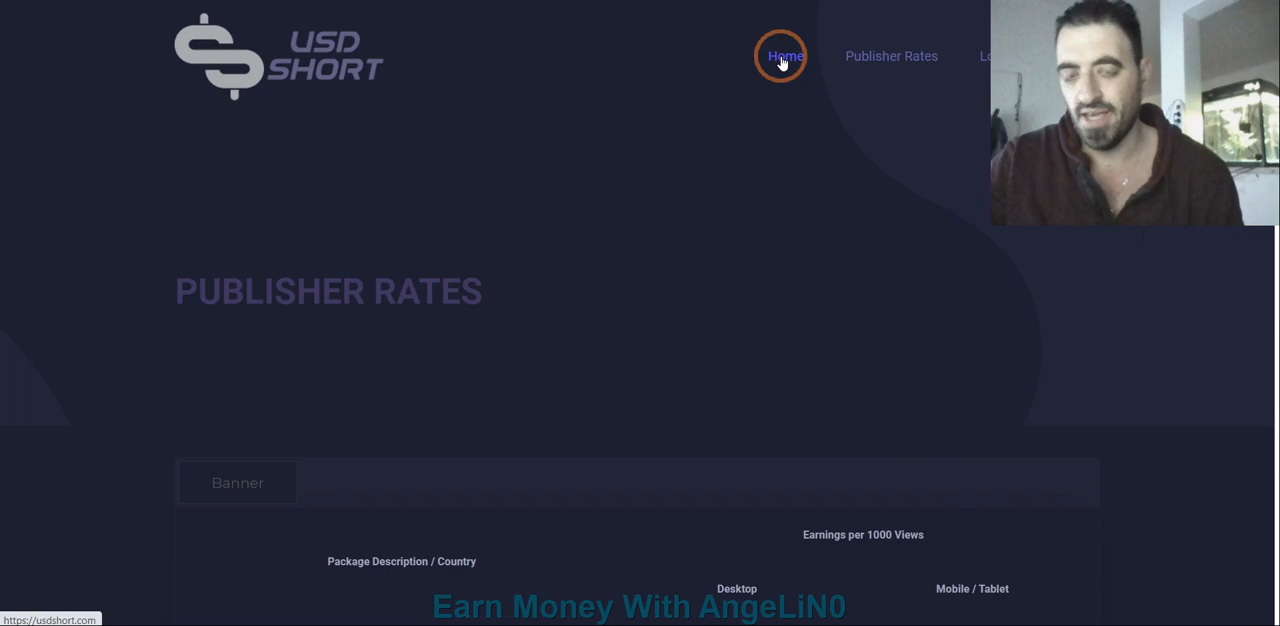 USD
SHORT
Home
Publisher Rates
Lo
PUBLISHER RATES
Banner
Earnings per 1000 Views
Package Description / Country
Desktop
Mobile / Tablet
Earn Money With AngeLiN0
https://usdshort.com